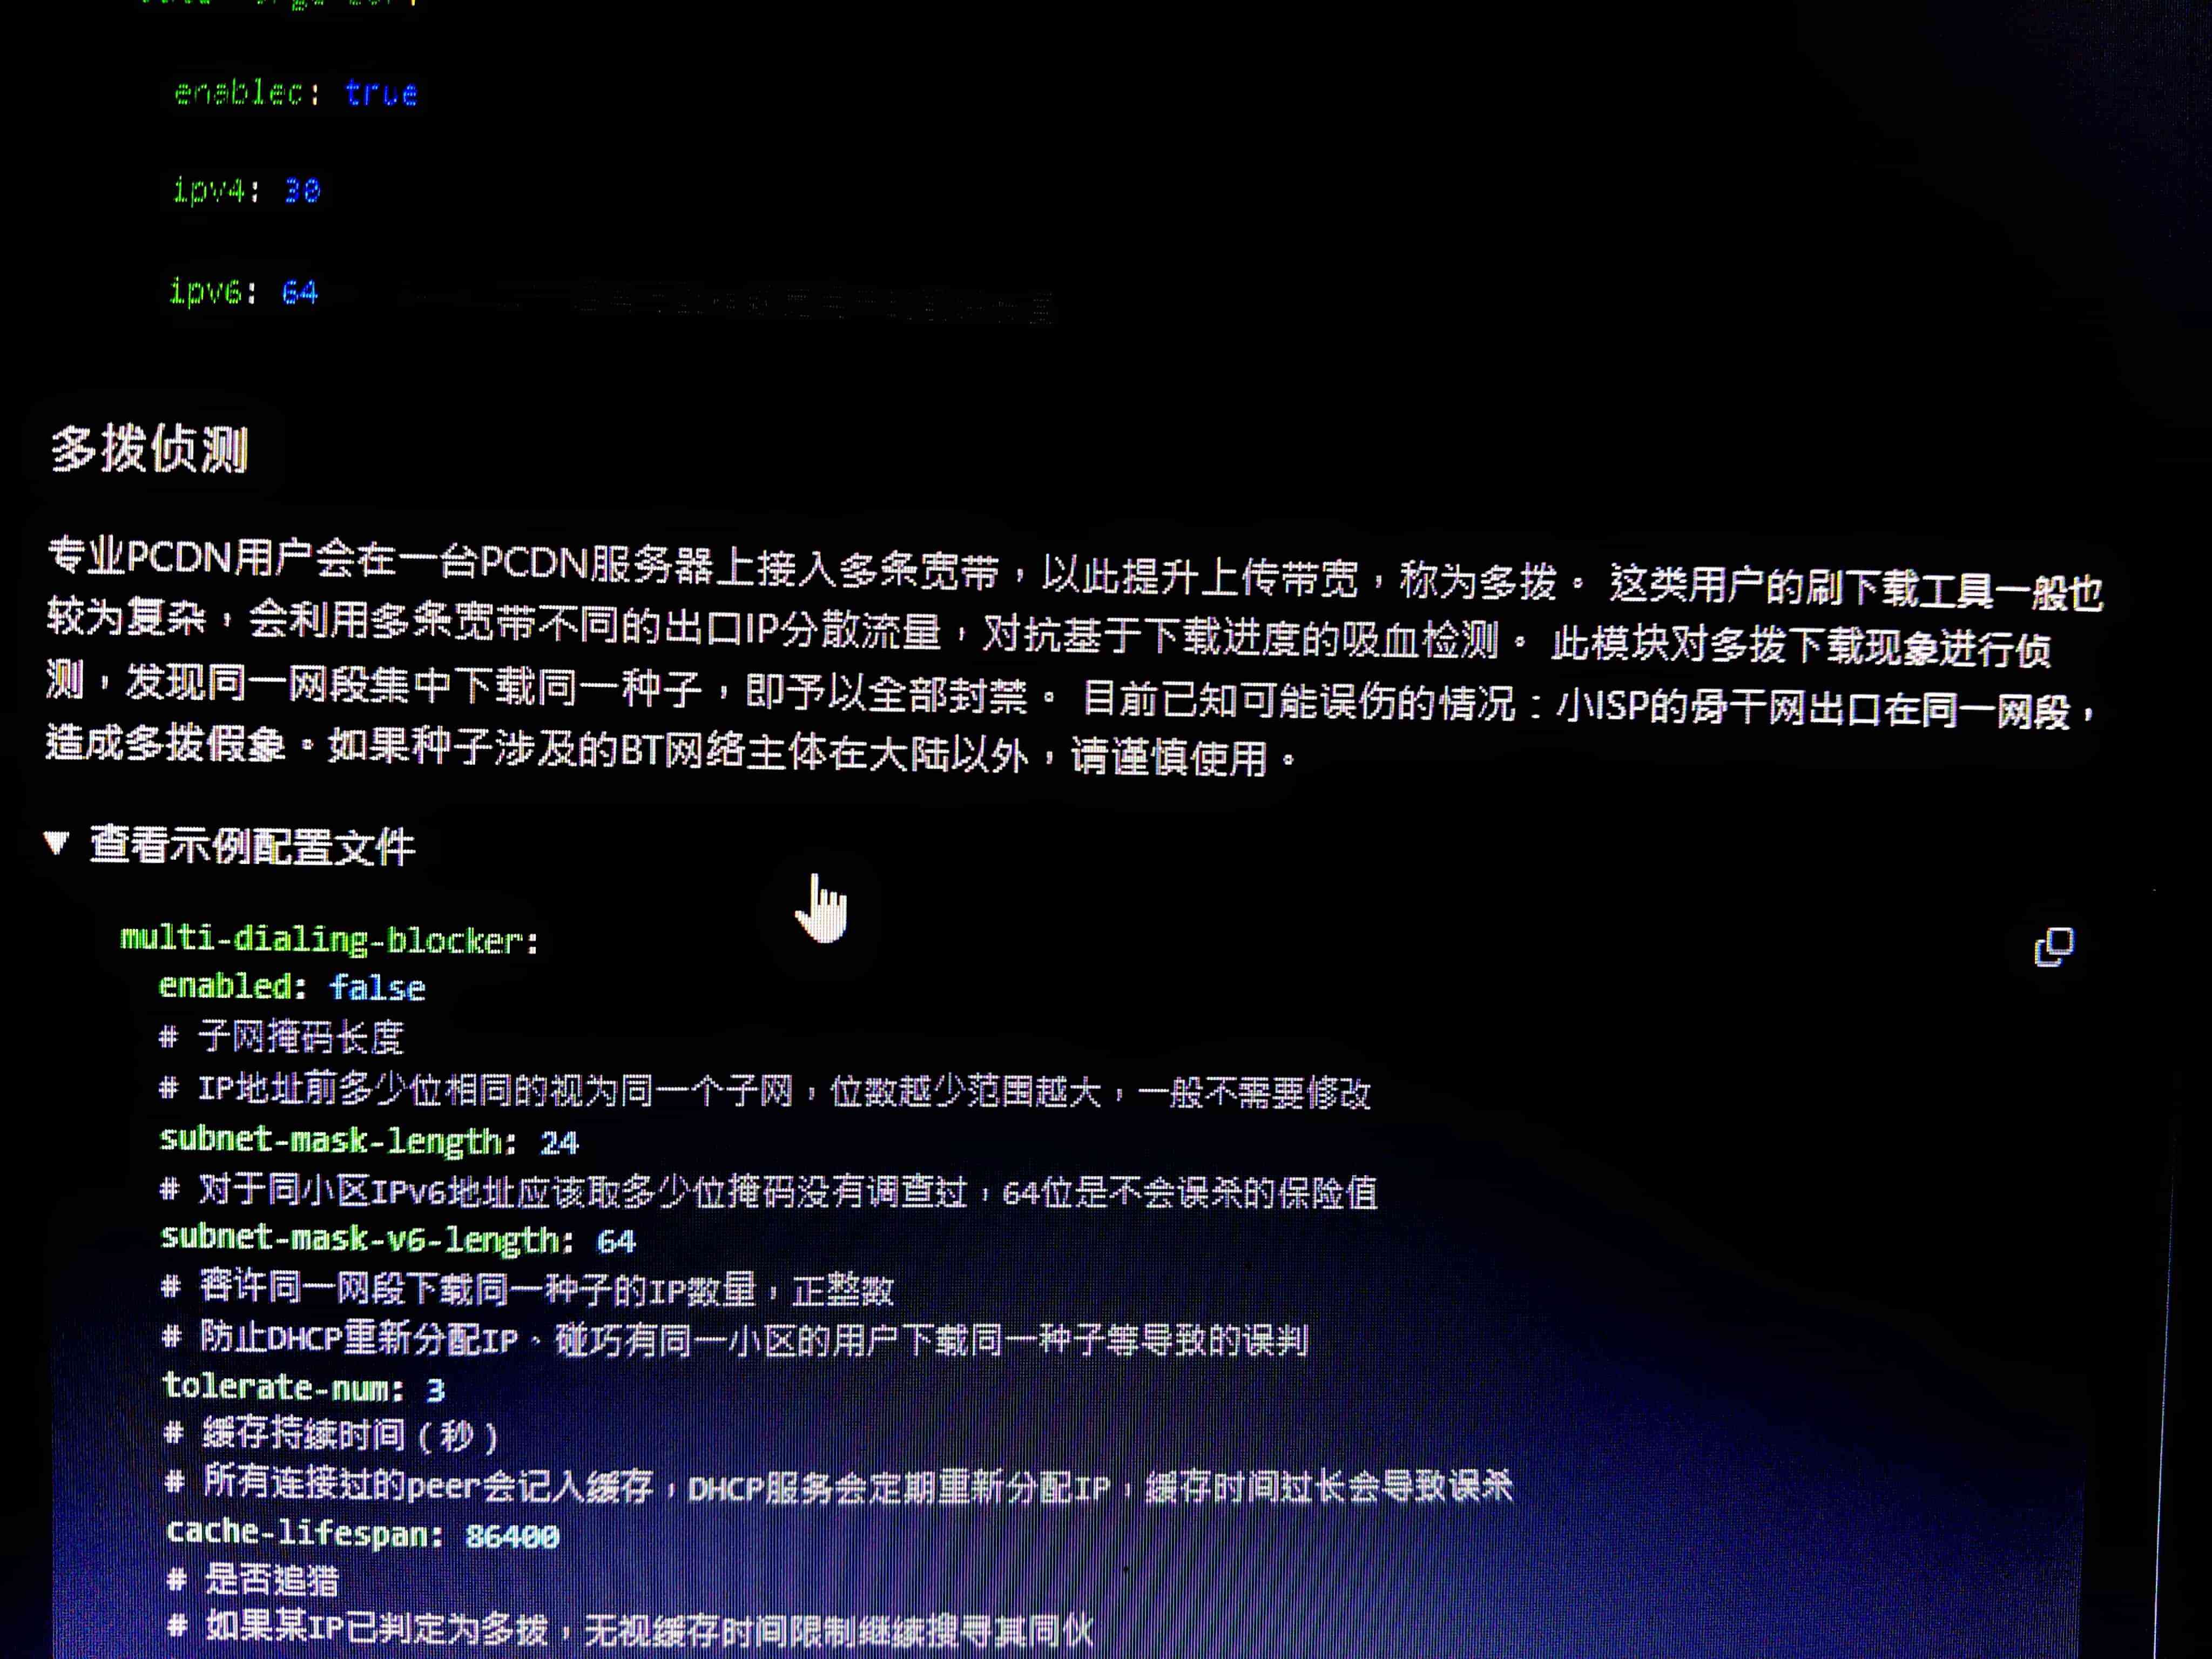 enabled: true
ipv4: 30
ipv6: 64
多拨侦测
专业PCDN用户会在一台PCDN服务器上接入多条宽带，以此提升上传带宽，称为多拨。 这类用户的刷下载工具一般也
较为复杂，会利用多条宽带不同的出口IP分散流量，对抗基于下载进度的吸血检测。 此模块对多拨下载现象进行侦
测，发现同一网段集中下载同一种子，即予以全部封禁。 目前已知可能误伤的情况：小ISP的骨干网出口在同一网段，
造成多拨假象。如果种子涉及的BT网络主体在大陆以外，请谨慎使用。
▼ 查看示例配置文件
multi-dialing-blocker:
enabled: false
# 子网掩码长度
# IP地址前多少位相同的视为同一个子网，位数越少范围越大，一般不需要修改
subnet-mask-length: 24
# 对于同小区IPv6地址应该取多少位掩码没有调查过，64位是不会误杀的保险值
subnet-mask-v6-length: 64
# 容许同一网段下载同一种子的IP数量，正整数
# 防止DHCP重新分配IP、碰巧有同一小区的用户下载同一种子等导致的误判
tolerate-num: 3
# 缓存持续时间（秒）
# 所有连接过的peer会记入缓存，DHCP服务会定期重新分配IP，缓存时间过长会导致误杀
cache-lifespan: 86400
# 是否追猎
# 如果某IP已判定为多拨，无视缓存时间限制继续搜寻其同伙